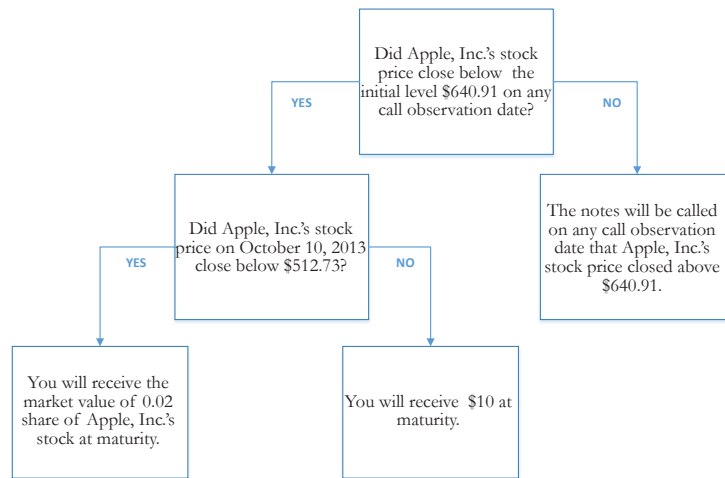 Did Apple, Inc.'s stock
price close below the
initial level $640.91 on any
call observation date?
YES
NO
Did Apple, Inc.'s stock
price on October 10, 2013
close below $512.73?
The notes will be called
on any call observation
date that Apple, Inc.'s
stock price closed above
$640.91.
YES
NO
You will receive the
market value of 0.02
share of Apple, Inc.'s
stock at maturity.
You will receive $10 at
maturity.